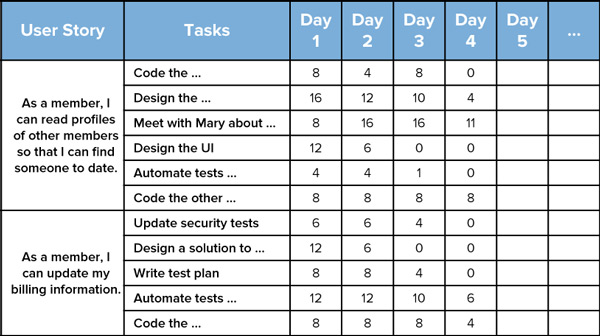 User Story Tasks Day 1 Day 2 Day 3 Day 4 Day 5 ...
As a member, I can read profiles of other members so that I can find someone to date.
Code the ... 8 4 8 0
Design the ... 16 12 10 4
Meet with Mary about ... 8 16 16 11
Design the UI 12 6 0 0
Automate tests ... 4 4 1 0
Code the other ... 8 8 8 8
As a member, I can update my billing information.
Update security tests 6 6 4 0
Design a solution to ... 12 6 0 0
Write test plan 8 8 4 0
Automate tests ... 12 12 10 6
Code the ... 8 8 8 4